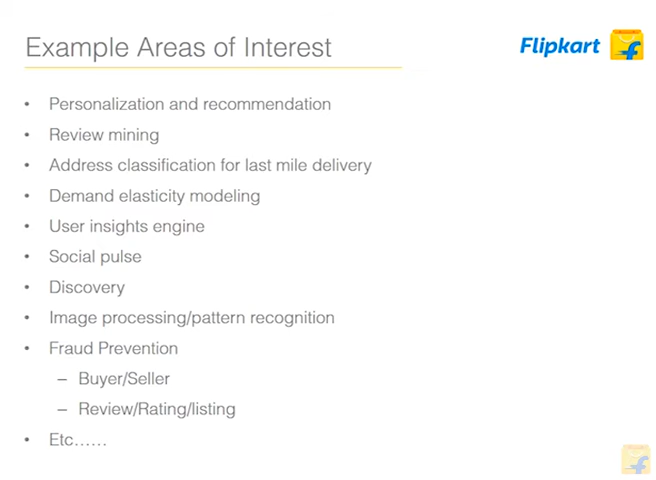 Example Areas of Interest
Flipkart
• Personalization and recommendation
• Review mining
• Address classification for last mile delivery
• Demand elasticity modeling
• User insights engine
• Social pulse
• Discovery
• Image processing/pattern recognition
• Fraud Prevention
– Buyer/Seller
– Review/Rating/listing
• Etc……